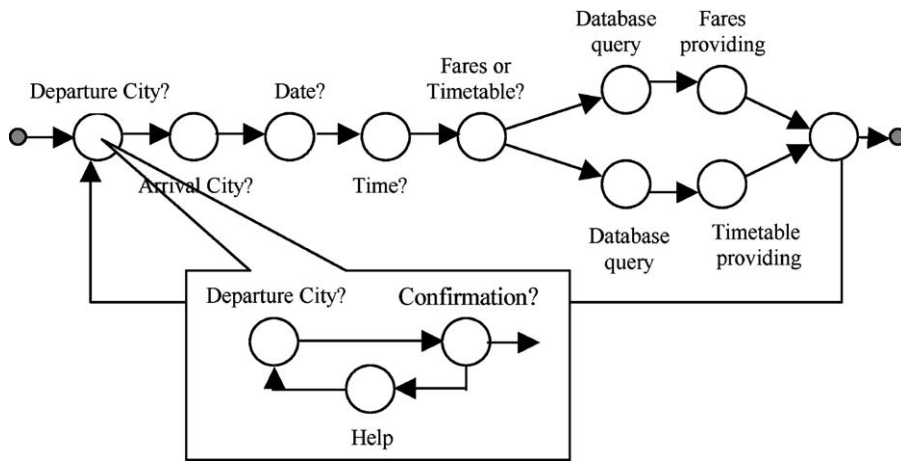 Database
query
Fares
providing
Fares or
Timetable?
Departure City?
Date?
Arrival City?
Time?
Database
query
Timetable
providing
Departure City?
Confirmation?
Help